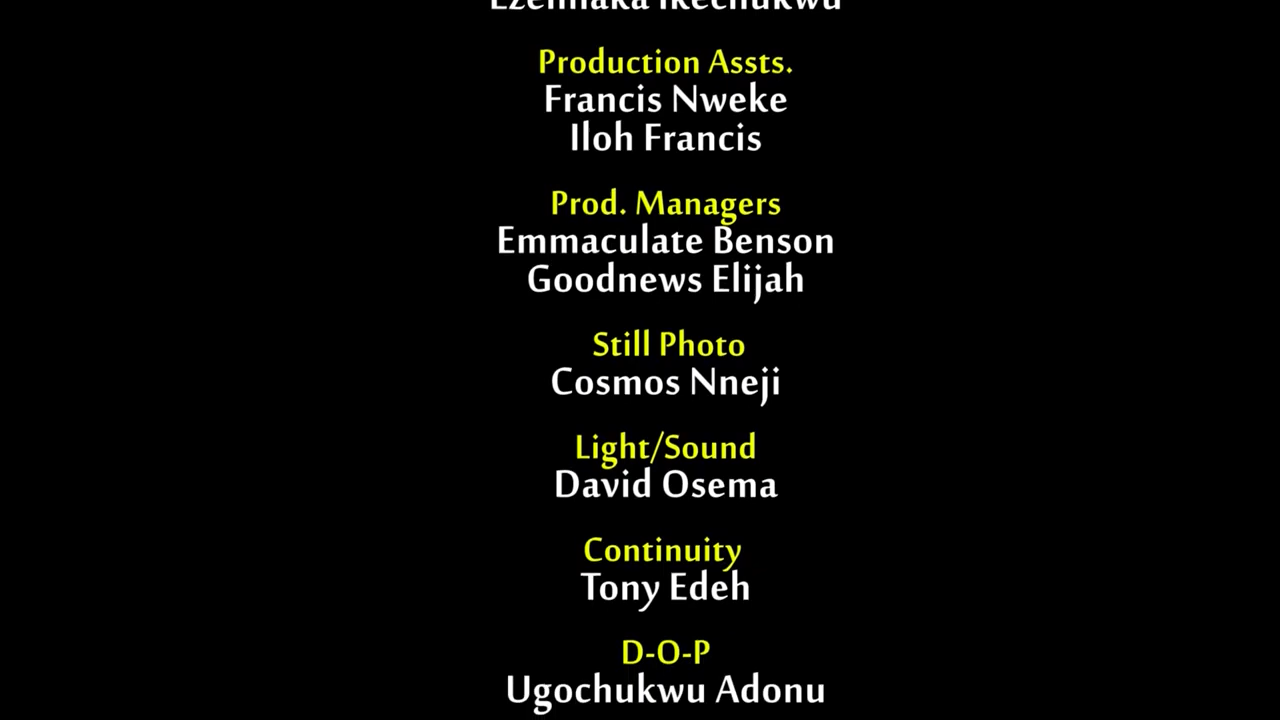 Ikechukwu
Production Assts.
Francis Nweke
Iloh Francis
Prod. Managers
Emmaculate Benson
Goodnews Elijah
Still Photo
Cosmos Nneji
Light/Sound
David Osema
Continuity
Tony Edeh
D-O-P
Ugochukwu Adonu